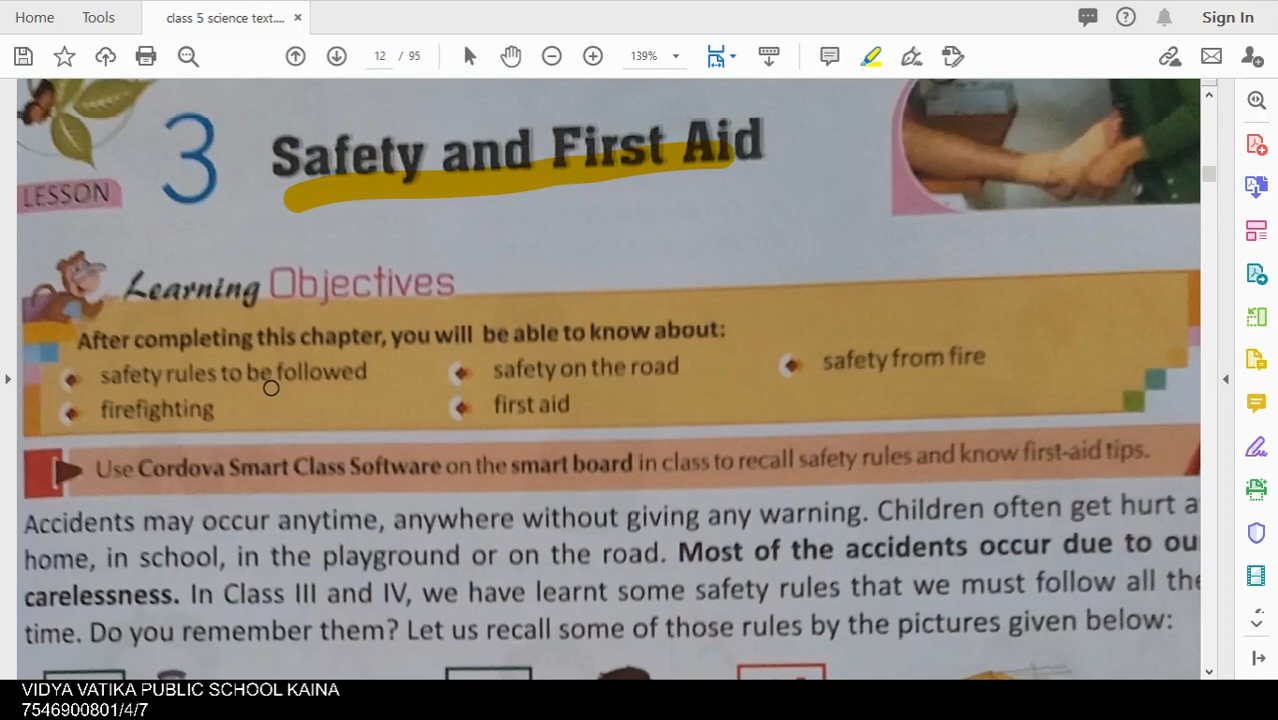 Home Tools class 5 science text.... × Sign In
12 / 95 139%
LESSON 3 Safety and First Aid
Learning Objectives
After completing this chapter, you will be able to know about:
safety rules to be followed safety on the road safety from fire
firefighting first aid
Use Cordova Smart Class Software on the smart board in class to recall safety rules and know first-aid tips.
Accidents may occur anytime, anywhere without giving any warning. Children often get hurt a
home, in school, in the playground or on the road. Most of the accidents occur due to ou
carelessness. In Class III and IV, we have learnt some safety rules that we must follow all the
time. Do you remember them? Let us recall some of those rules by the pictures given below:
VIDYA VATIKA PUBLIC SCHOOL KAINA
7546900801/4/7